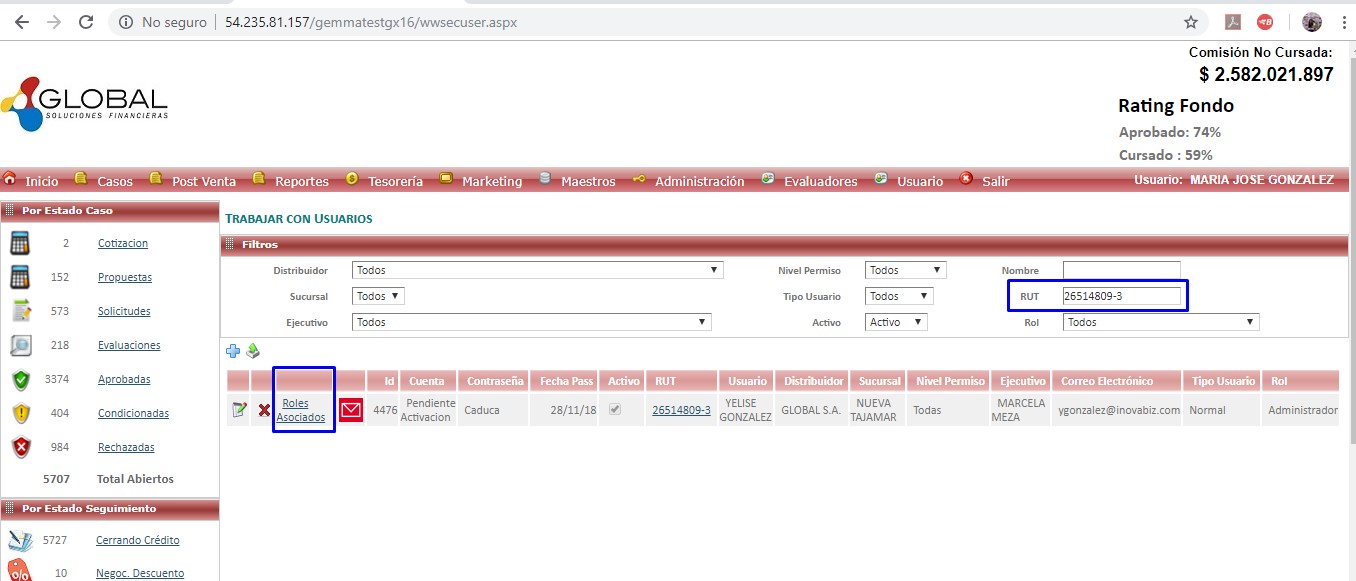 No seguro | 54.235.81.157/gemmatestgx16/wwsecuser.aspx
Comisión No Cursada:
$ 2.582.021.897
GLOBAL
SOLUCIONES FINANCIERAS
Rating Fondo
Aprobado: 74%
Cursado : 59%
Inicio Casos Post Venta Reportes Tesorería Marketing Maestros Administración Evaluadores Usuario Salir Usuario: MARIA JOSE GONZALEZ
Por Estado Caso
2 Cotizacion
152 Propuestas
573 Solicitudes
218 Evaluaciones
3374 Aprobadas
404 Condicionadas
984 Rechazadas
5707 Total Abiertos
Por Estado Seguimiento
5727 Cerrando Crédito
10 Negoc. Descuento
TRABAJAR CON USUARIOS
Filtros
Distribuidor Todos Nivel Permiso Todos Nombre
Sucursal Todos Tipo Usuario Todos RUT 26514809-3
Ejecutivo Todos Activo Activo Rol Todos
Id Cuenta Contraseña Fecha Pass Activo RUT Usuario Distribuidor Sucursal Nivel Permiso Ejecutivo Correo Electrónico Tipo Usuario Rol
Roles Asociados 4476 Pendiente Activacion Caduca 28/11/18 26514809-3 YELISE GONZALEZ GLOBAL S.A. NUEVA TAJAMAR Todas MARCELA MEZA ygonzalez@inovabiz.com Normal Administrador